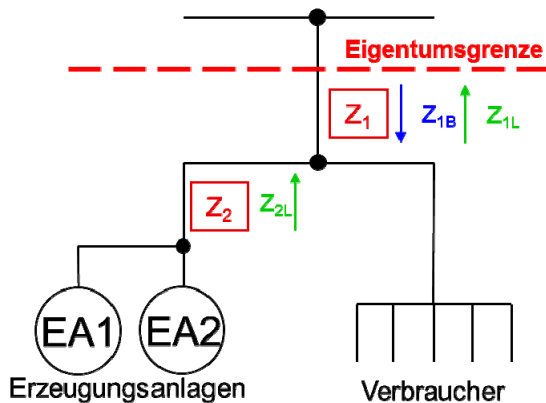 Eigentumsgrenze
Z1 Z1B Z1L
Z2 Z2L
EA1 EA2
Erzeugungsanlagen
Verbraucher